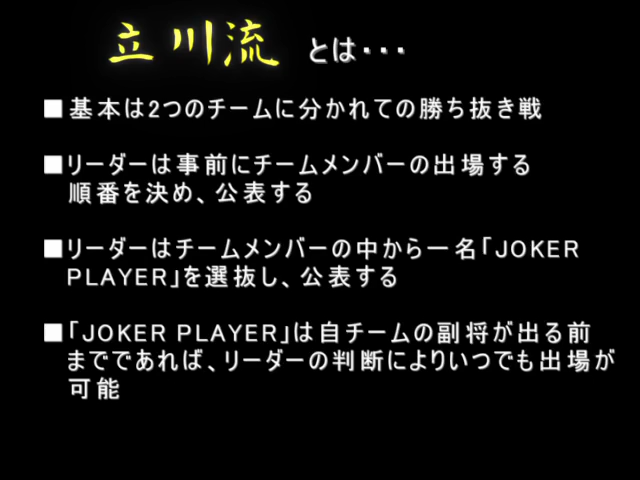 立川流 とは・・・
■基本は2つのチームに分かれての勝ち抜き戦
■リーダーは事前にチームメンバーの出場する
順番を決め、公表する
■リーダーはチームメンバーの中から一名「JOKER
PLAYER」を選抜し、公表する
■「JOKER PLAYER」は自チームの副将が出る前
までであれば、リーダーの判断によりいつでも出場が
可能